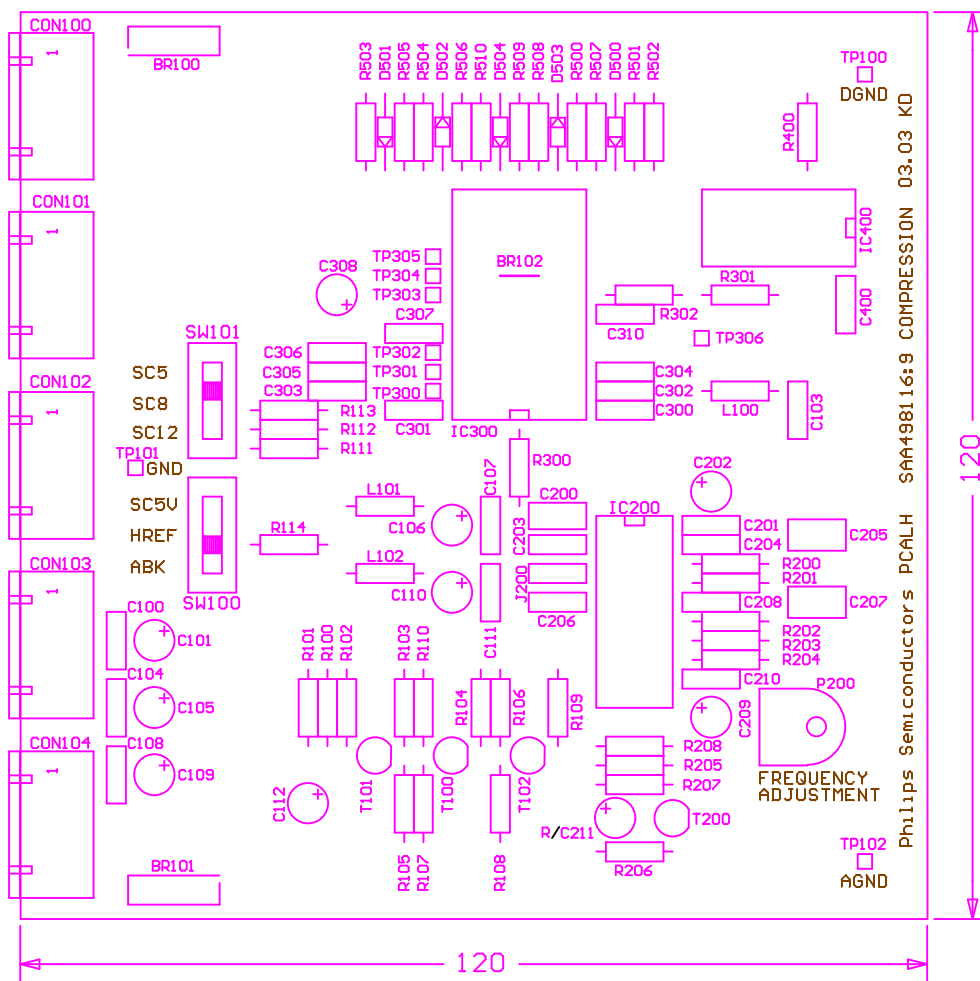 CON100
1
BR100
R503
D501
R505
R504
D502
R506
R510
D504
R509
R508
D503
R500
R507
D500
R501
R502
TP100
DGND
R400
CON101
1
C308
TP305
TP304
TP303
C307
BR102
IC400
R301
R302
C310
C400
TP306
SW101
SC5
SC8
SC12
C306
C305
C303
TP302
TP301
TP300
C301
C304
C302
C300
L100
C103
CON102
1
R113
R112
R111
IC300
TP101
GND
R300
C107
C202
SC5V
HREF
ABK
SW100
L101
C106
R114
L102
C110
C200
C203
J200
C206
C111
IC200
C201
C204
C205
R200
R201
C208
C207
R202
R203
R204
C210
P200
C209
CON103
1
C100
C101
C104
C105
C108
C109
R101
R100
R102
R103
R110
R104
R106
R109
T101
T100
T102
R208
R205
R207
FREQUENCY
ADJUSTMENT
CON104
1
C112
R105
R107
R108
R/C211
T200
R206
TP102
AGND
BR101
Philips Semiconductors PCALH SAA4981 16:9 COMPRESSION 03.03 KD
120
120